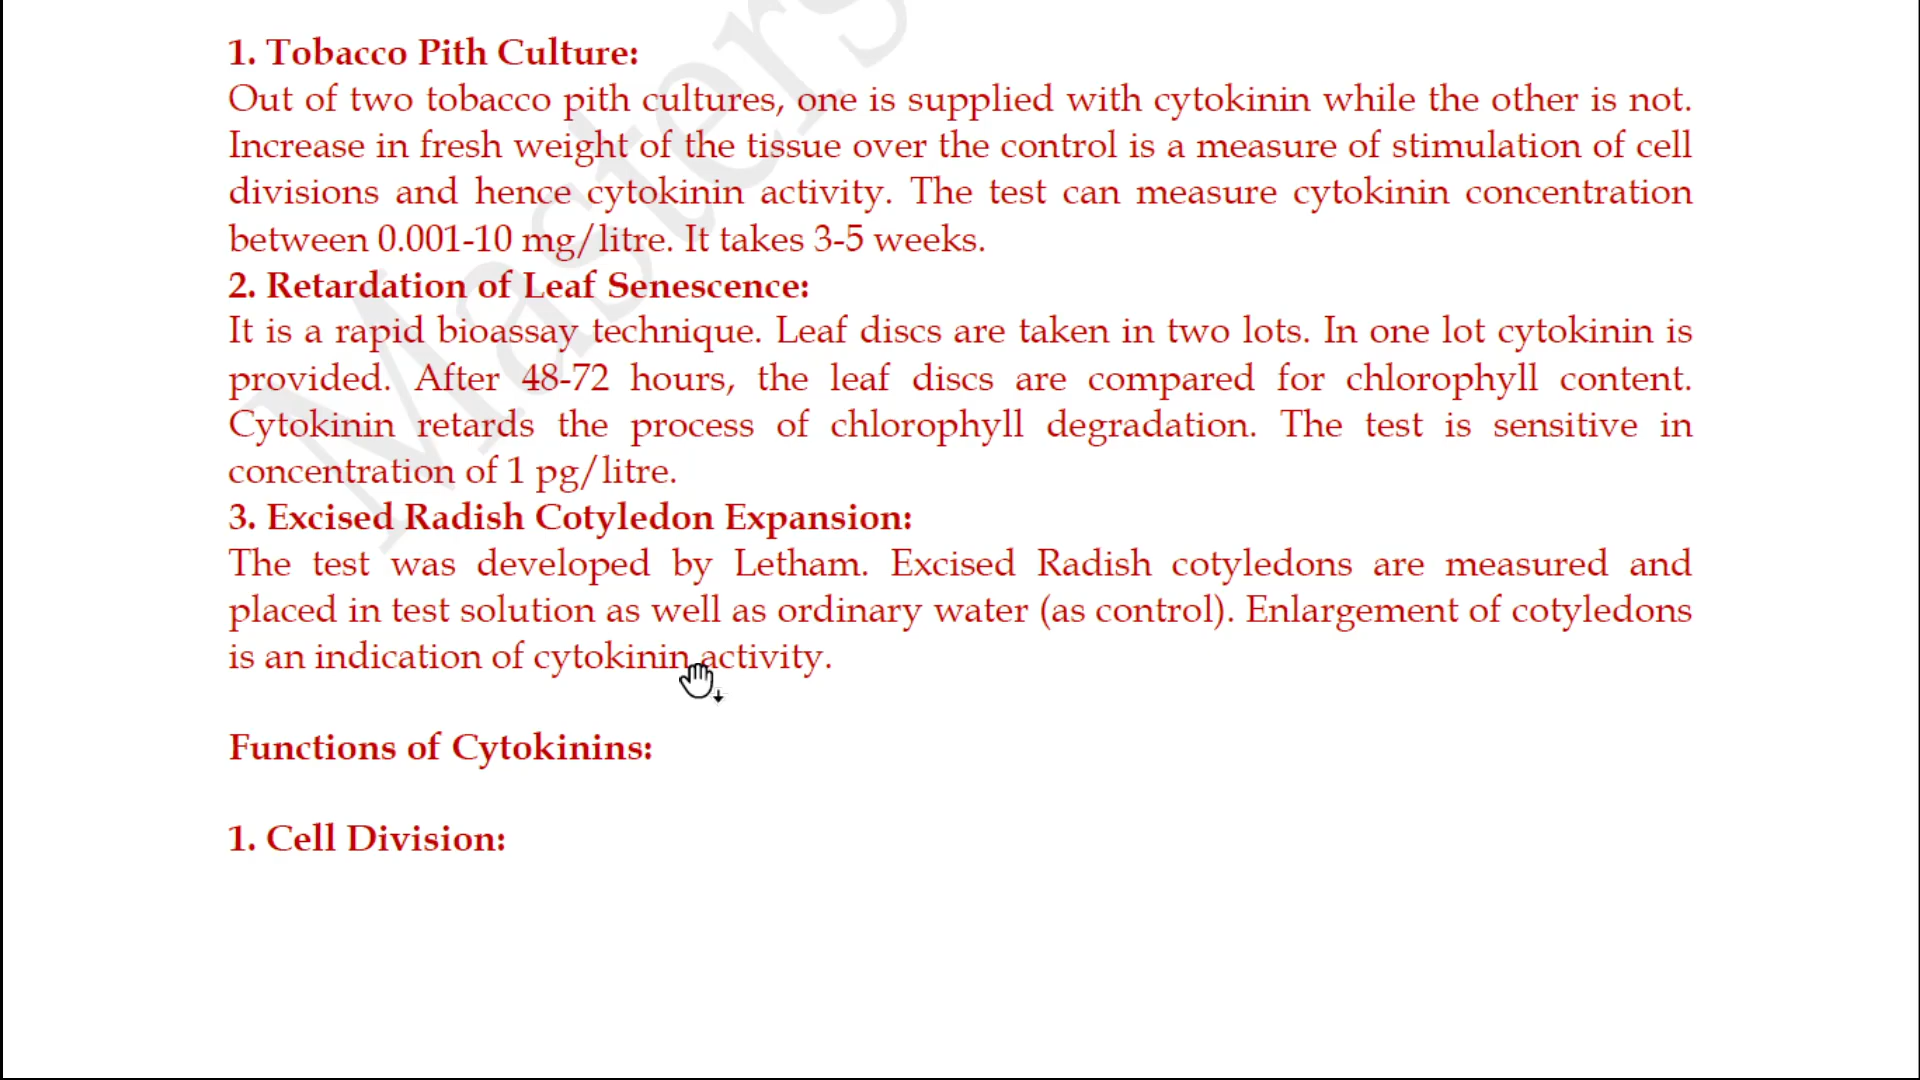 1. Tobacco Pith Culture:
Out of two tobacco pith cultures, one is supplied with cytokinin while the other is not.
Increase in fresh weight of the tissue over the control is a measure of stimulation of cell
divisions and hence cytokinin activity. The test can measure cytokinin concentration
between 0.001-10 mg/litre. It takes 3-5 weeks.
2. Retardation of Leaf Senescence:
It is a rapid bioassay technique. Leaf discs are taken in two lots. In one lot cytokinin is
provided. After 48-72 hours, the leaf discs are compared for chlorophyll content.
Cytokinin retards the process of chlorophyll degradation. The test is sensitive in
concentration of 1 pg/litre.
3. Excised Radish Cotyledon Expansion:
The test was developed by Letham. Excised Radish cotyledons are measured and
placed in test solution as well as ordinary water (as control). Enlargement of cotyledons
is an indication of cytokinin activity.
Functions of Cytokinins:
1. Cell Division:
Masters